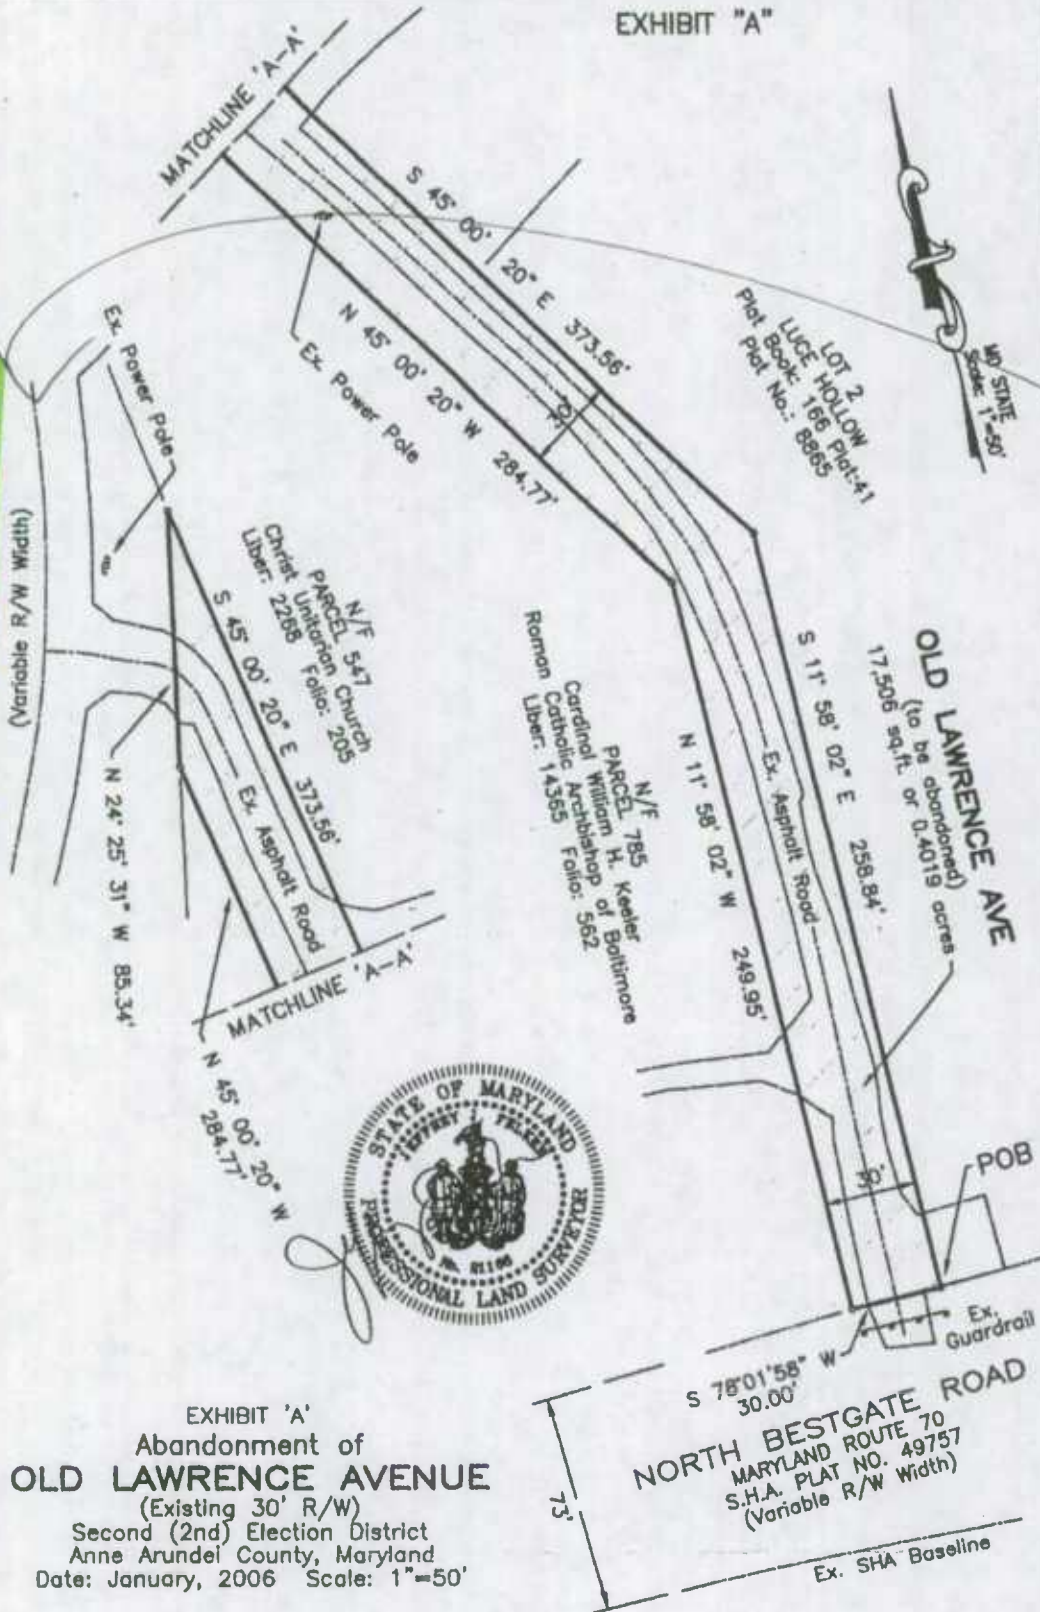 EXHIBIT "A"
MATCHLINE 'A-A'
S 45° 00' 20" E 373.56'
N 45° 00' 20" W 284.77'
Ex. Power Pole
30'
MD STATE
Scale: 1"=50'
LOT 2
LUCE HOLLOW
Plat Book: 166 Plat:41
Plat No.: 8865
Ex. Power Pole
(Variable R/W Width)
N/F
PARCEL 547
Christ Unitarian Church
Liber: 2268 Folio: 205
S 45° 00' 20" E 373.56'
Ex. Asphalt Road
N 24° 25' 31" W 85.34'
MATCHLINE 'A-A'
N 45° 00' 20" W
284.77'
OLD LAWRENCE AVE
(to be abandoned)
17,506 sq.ft. or 0.4019 acres
S 11° 58' 02" E 258.84'
Ex. Asphalt Road
N 11° 58' 02" W 249.95'
N/F
PARCEL 785
Cardinal William H. Keeler
Roman Catholic Archbishop of Baltimore
Liber: 14365 Folio: 562
30'
POB
Ex.
Guardrail
S 78°01'58" W
30.00'
NORTH BESTGATE ROAD
MARYLAND ROUTE 70
S.H.A. PLAT NO. 49757
(Variable R/W Width)
73'
Ex. SHA Baseline
STATE OF MARYLAND
JEFFREY
PROFESSIONAL LAND SURVEYOR
EXHIBIT 'A'
Abandonment of
OLD LAWRENCE AVENUE
(Existing 30' R/W)
Second (2nd) Election District
Anne Arundel County, Maryland
Date: January, 2006 Scale: 1"=50'